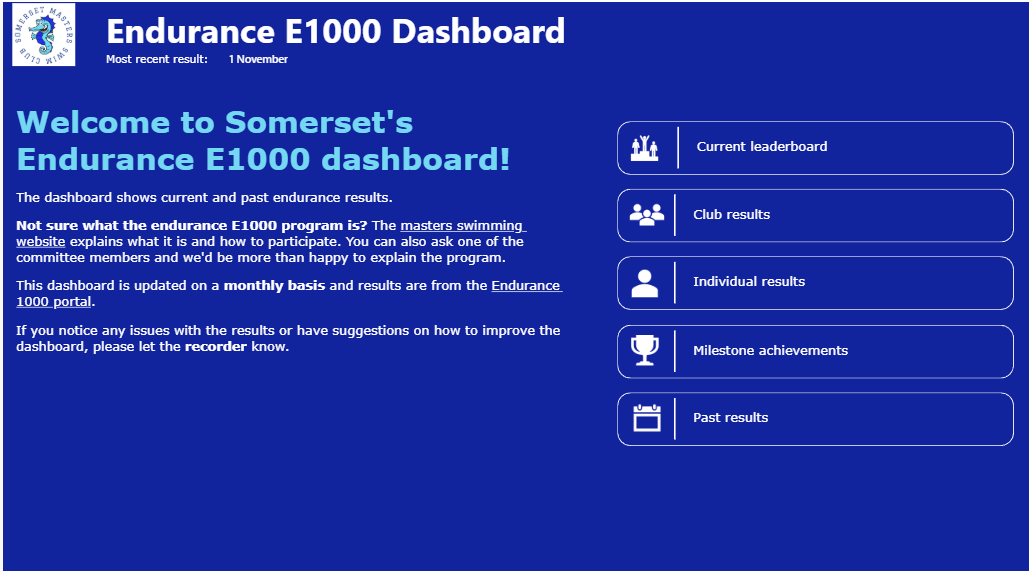 SOMERSET MASTERS SWIM CLUB
Endurance E1000 Dashboard
Most recent result: 1 November
Welcome to Somerset's
Endurance E1000 dashboard!
The dashboard shows current and past endurance results.
Not sure what the endurance E1000 program is? The masters swimming
website explains what it is and how to participate. You can also ask one of the
committee members and we'd be more than happy to explain the program.
This dashboard is updated on a monthly basis and results are from the Endurance
1000 portal.
If you notice any issues with the results or have suggestions on how to improve the
dashboard, please let the recorder know.
Current leaderboard
Club results
Individual results
Milestone achievements
Past results